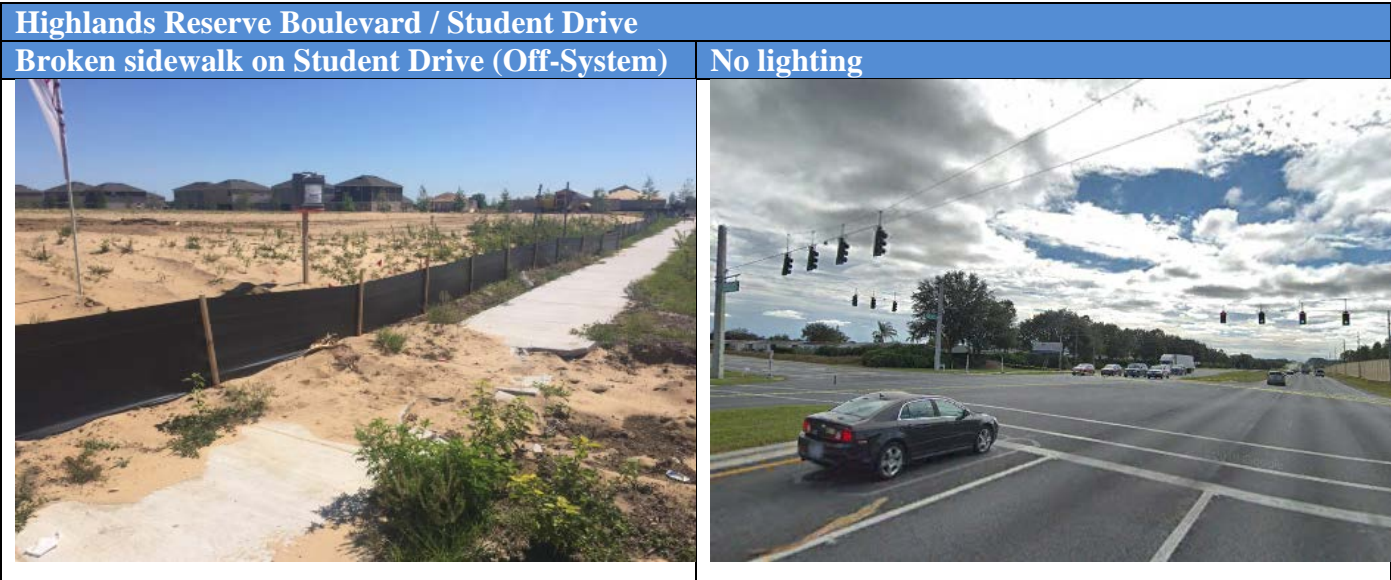 Highlands Reserve Boulevard / Student Drive
Broken sidewalk on Student Drive (Off-System)
No lighting